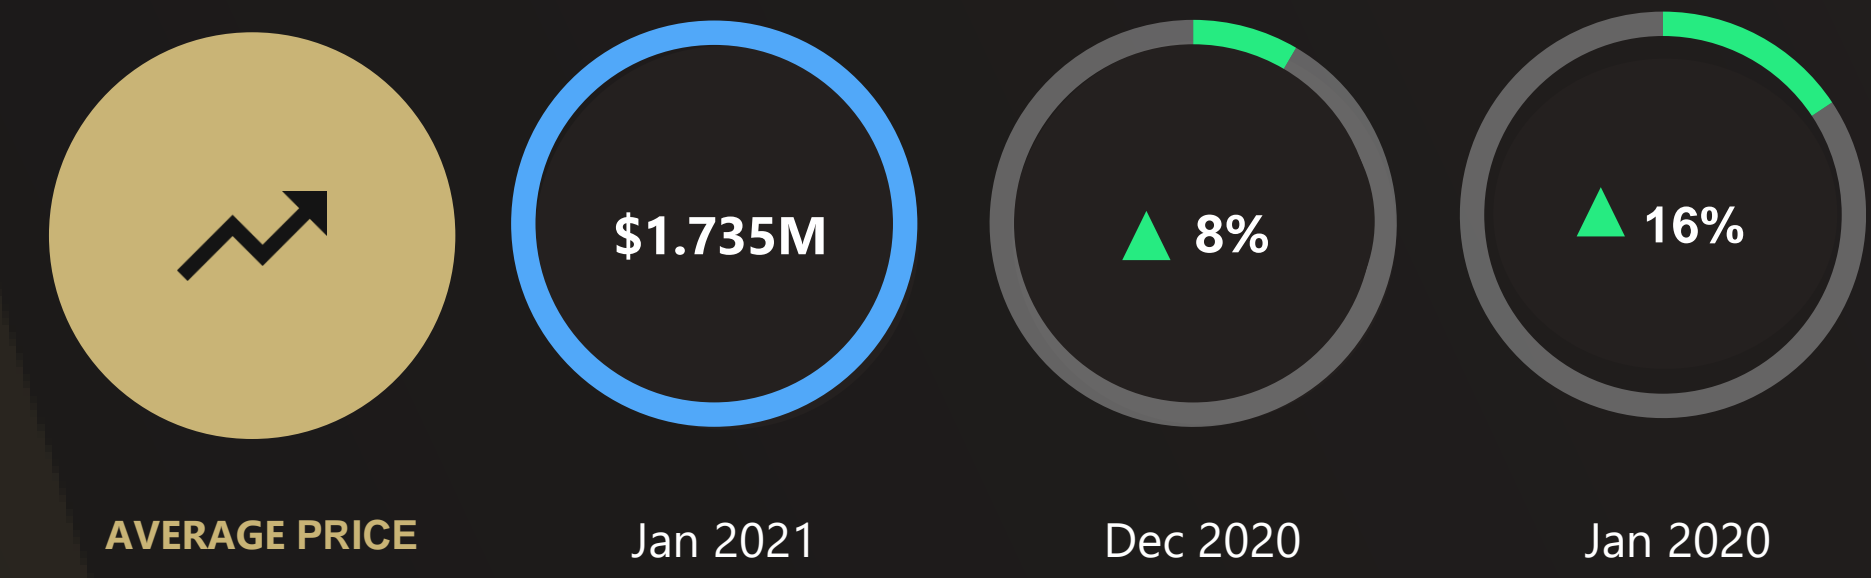 $1.735M
8%
16%
AVERAGE PRICE
Jan 2021
Dec 2020
Jan 2020